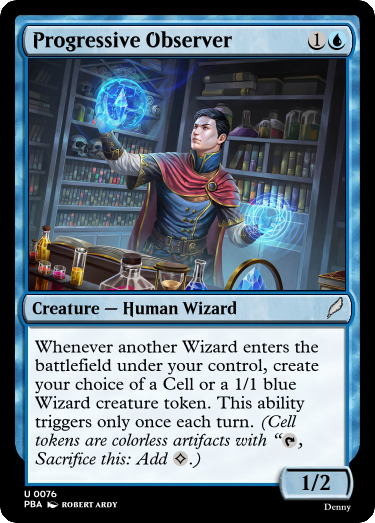 Progressive Observer 1
Creature — Human Wizard
Whenever another Wizard enters the
battlefield under your control, create
your choice of a Cell or a 1/1 blue
Wizard creature token. This ability
triggers only once each turn. (Cell
tokens are colorless artifacts with “,
Sacrifice this: Add .)
1/2
U 0076
PBA ROBERT ARDY
Denny